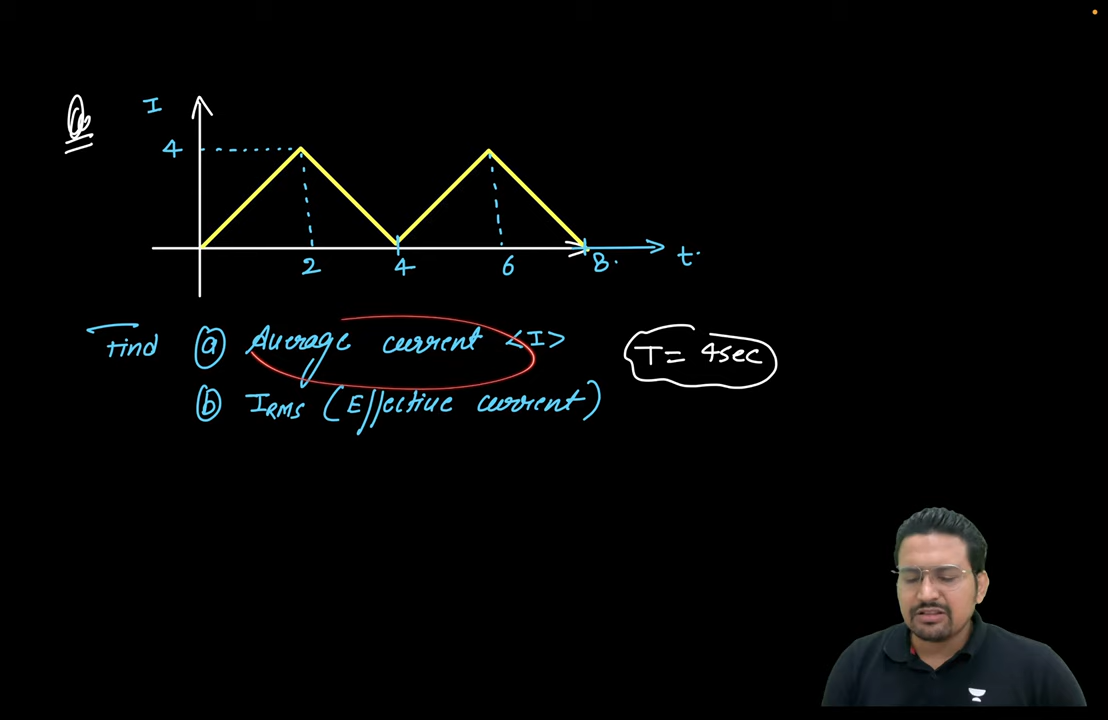 Q
I
4
2 4 6 8. t.
Find (a) Average current <I>
T = 4sec
(b) IRMS (Effective current)